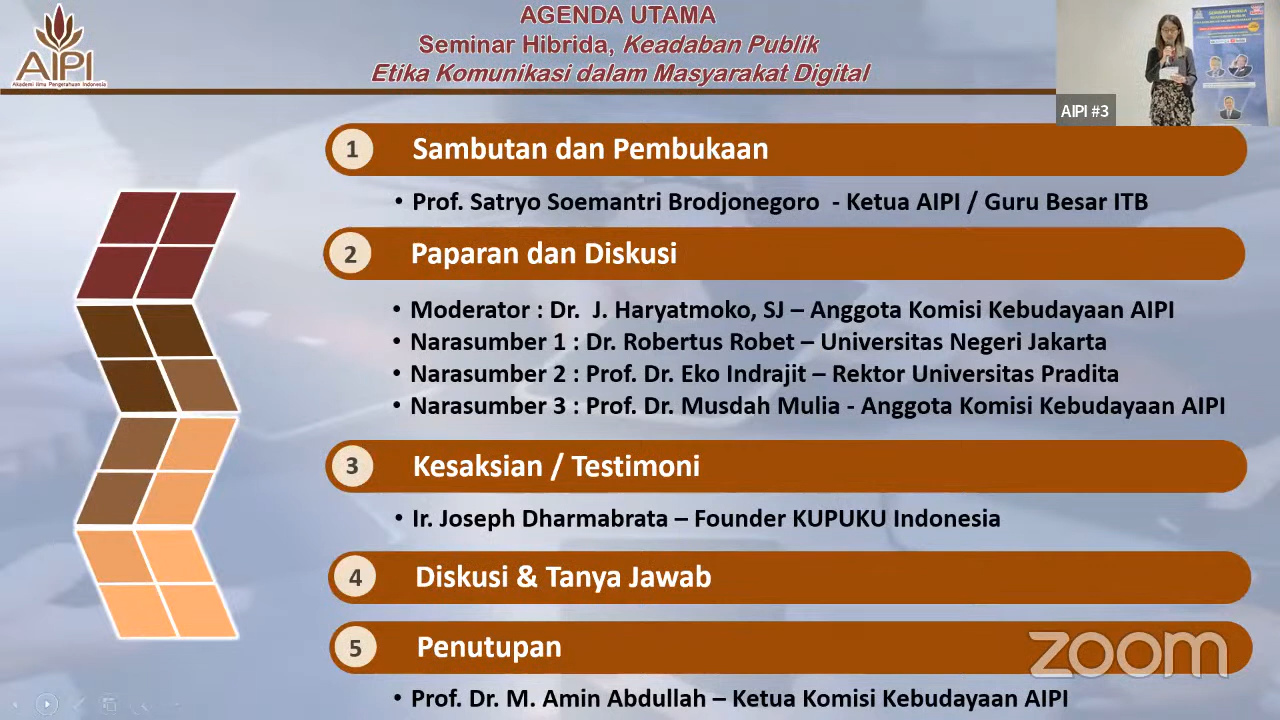 AGENDA UTAMA
Seminar Hibrida, Keadaban Publik
Etika Komunikasi dalam Masyarakat Digital
AIPI
Akademi Ilmu Pengetahuan Indonesia
AIPI #3
1 Sambutan dan Pembukaan
• Prof. Satryo Soemantri Brodjonegoro - Ketua AIPI / Guru Besar ITB
2 Paparan dan Diskusi
• Moderator : Dr. J. Haryatmoko, SJ – Anggota Komisi Kebudayaan AIPI
• Narasumber 1 : Dr. Robertus Robet – Universitas Negeri Jakarta
• Narasumber 2 : Prof. Dr. Eko Indrajit – Rektor Universitas Pradita
• Narasumber 3 : Prof. Dr. Musdah Mulia - Anggota Komisi Kebudayaan AIPI
3 Kesaksian / Testimoni
• Ir. Joseph Dharmabrata – Founder KUPUKU Indonesia
4 Diskusi & Tanya Jawab
5 Penutupan
zoom
• Prof. Dr. M. Amin Abdullah – Ketua Komisi Kebudayaan AIPI